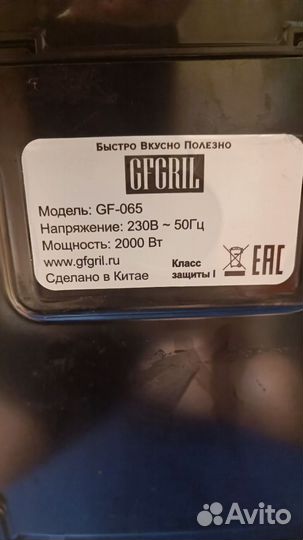 Быстро Вкусно Полезно
GFGRIL
Модель: GF-065
Напряжение: 230В ~ 50Гц
Мощность: 2000 Вт
www.gfgril.ru
Сделано в Китае
Класс
защиты I
EAC
Avito